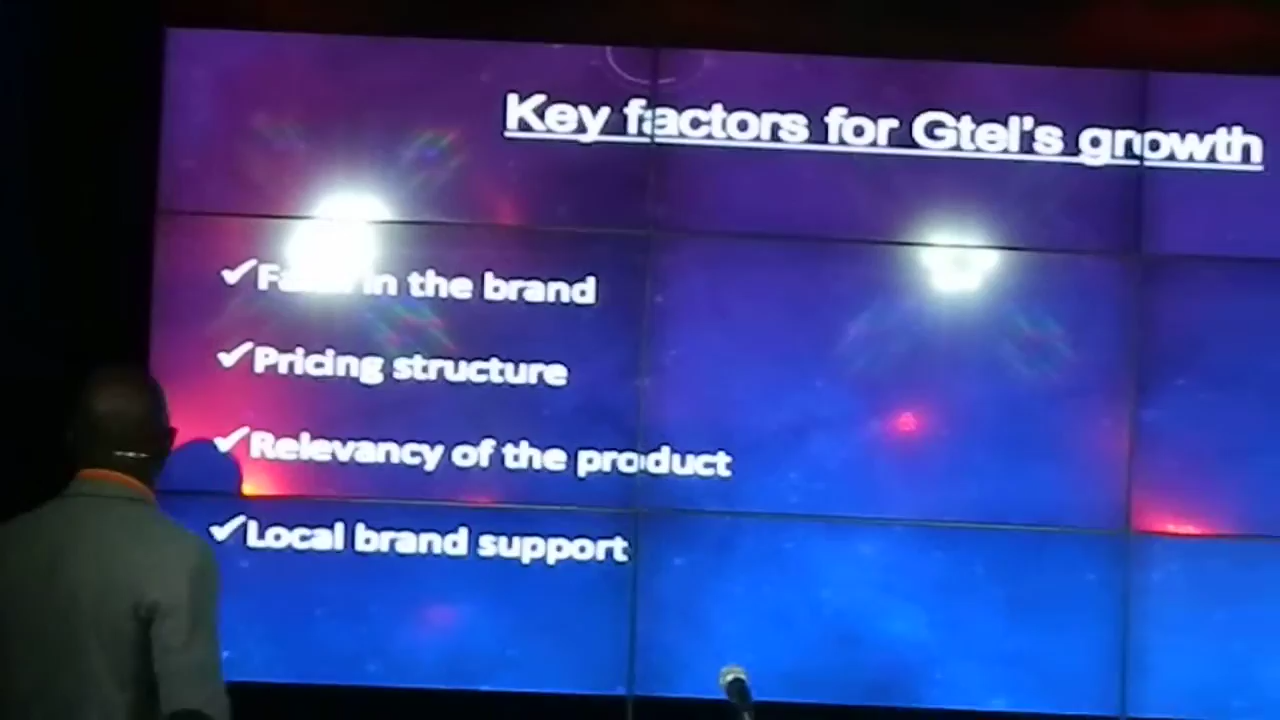 Key factors for Gtel's growth
✓ in the brand
✓Pricing structure
✓Relevancy of the product
✓Local brand support